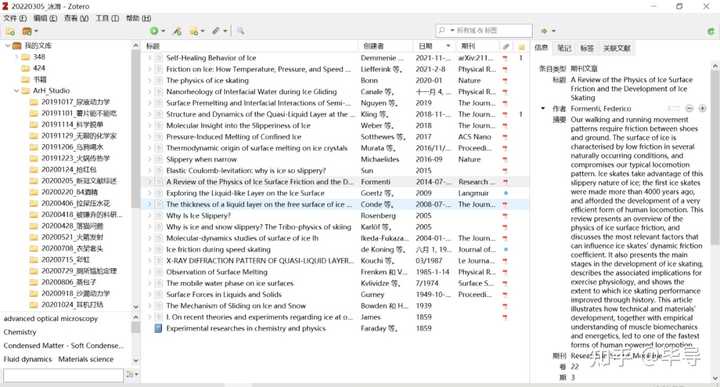 20220305_冰滑 - Zotero
文件(F) 编辑(E) 查看(V) 工具(T) 帮助(H)
所有域 & 标签
我的文库
348
424
书籍
ArH_Studio
20191017_尿液动力学
20191101_薯片能不能吃
20191114_科学脱单
20191129_无聊的化学家
20191206_马桶喝水
20191223_火锅传热学
20200124_抢红包
20200205_新冠文献综述
20200220_84酒精
20200406_拉屎压水花
20200418_被嫌弃的科研...
20200428_落猫问题
20200521_火箭发射
20200708_衣架着头
20200715_彩虹
20200729_厕所尴尬定理
20200806_蒸包子
20200918_沙漏动力学
20201024_耳机打结
advanced optical microscopy
Chemistry
Condensed Matter - Soft Condense...
Fluid dynamics Materials science
标题 创建者 日期 期刊
Self-Healing Behavior of Ice Demmenie ... 2021-11-... arXiv:211...
Friction on Ice: How Temperature, Pressure, and Speed ... Liefferink 等。 2021-2-8 Physical R...
The physics of ice skating Bonn 2020-01 Nature
Nanorheology of Interfacial Water during Ice Gliding Canale 等。 十一月 4, ... Physical R...
Surface Premelting and Interfacial Interactions of Semi-... Nguyen 等。 2019 The Journ...
Structure and Dynamics of the Quasi-Liquid Layer at the... Kling 等。 2018-11-... The Journ... 1
Molecular Insight into the Slipperiness of Ice Weber 等。 2018-06-... The Journ...
Pressure-Induced Melting of Confined Ice Sotthewes 等。 2017 ACS Nano
Thermodynamic origin of surface melting on ice crystals Murata 等。 2016/11/... Proceedi...
Slippery when narrow Michaelides 2016-09 Nature
Elastic Coulomb-levitation: why is ice so slippery? Sun 2015
A Review of the Physics of Ice Surface Friction and the D... Formenti 2014-07-... Research ...
Exploring the Liquid-like Layer on the Ice Surface Goertz 等。 2009 Langmuir
The thickness of a liquid layer on the free surface of ice ... Conde 等。 2008-07-... The Journ...
Why Is Ice Slippery? Rosenberg 2005
Why is ice and snow slippery? The Tribo-physics of skiing Karlöf 等。 2005
Molecular-dynamics studies of surface of ice Ih Ikeda-Fukaza... 2004-01-... The Journ...
Ice friction during speed skating de Koning 等。 六月 1, 19... Journal of...
X-RAY DIFFRACTION PATTERN OF QUASI-LIQUID LAYER... Kouchi 等。 03/1987 Le Journa...
Observation of Surface Melting Frenken 和 V... 1985-1-14 Physical R...
The mobile water phase on ice surfaces Kvlividze 等。 7/1974 Surface S...
Surface Forces in Liquids and Solids Gurney 1949-10-... Proceedi...
The Mechanism of Sliding on Ice and Snow Bowden 和 H... 1939
I. On recent theories and experiments regarding ice at o... James 1859
Experimental researches in chemistry and physics Faraday 等。 1859
信息 笔记 标签 关联文献
条目类型 期刊文章
标题 A Review of the Physics of Ice Surface
Friction and the Development of Ice
Skating
作者 Formenti, Federico
摘要 Our walking and running movement
patterns require friction between shoes
and ground. The surface of ice is
characterised by low friction in several
naturally occurring conditions, and
compromises our typical locomotion
pattern. Ice skates take advantage of this
slippery nature of ice; the first ice skates
were made more than 4000 years ago,
and afforded the development of a very
efficient form of human locomotion. This
review presents an overview of the
physics of ice surface friction, and
discusses the most relevant factors that
can influence ice skates' dynamic friction
coefficient. It also presents the main
stages in the development of ice skating,
describes the associated implications for
exercise physiology, and shows the
extent to which ice skating performance
improved through history. This article
illustrates how technical and materials'
development, together with empirical
understanding of muscle biomechanics
and energetics, led to one of the fastest
forms of human powered locomotion.
期刊 Research
卷 22
期 3
知乎 @毕导